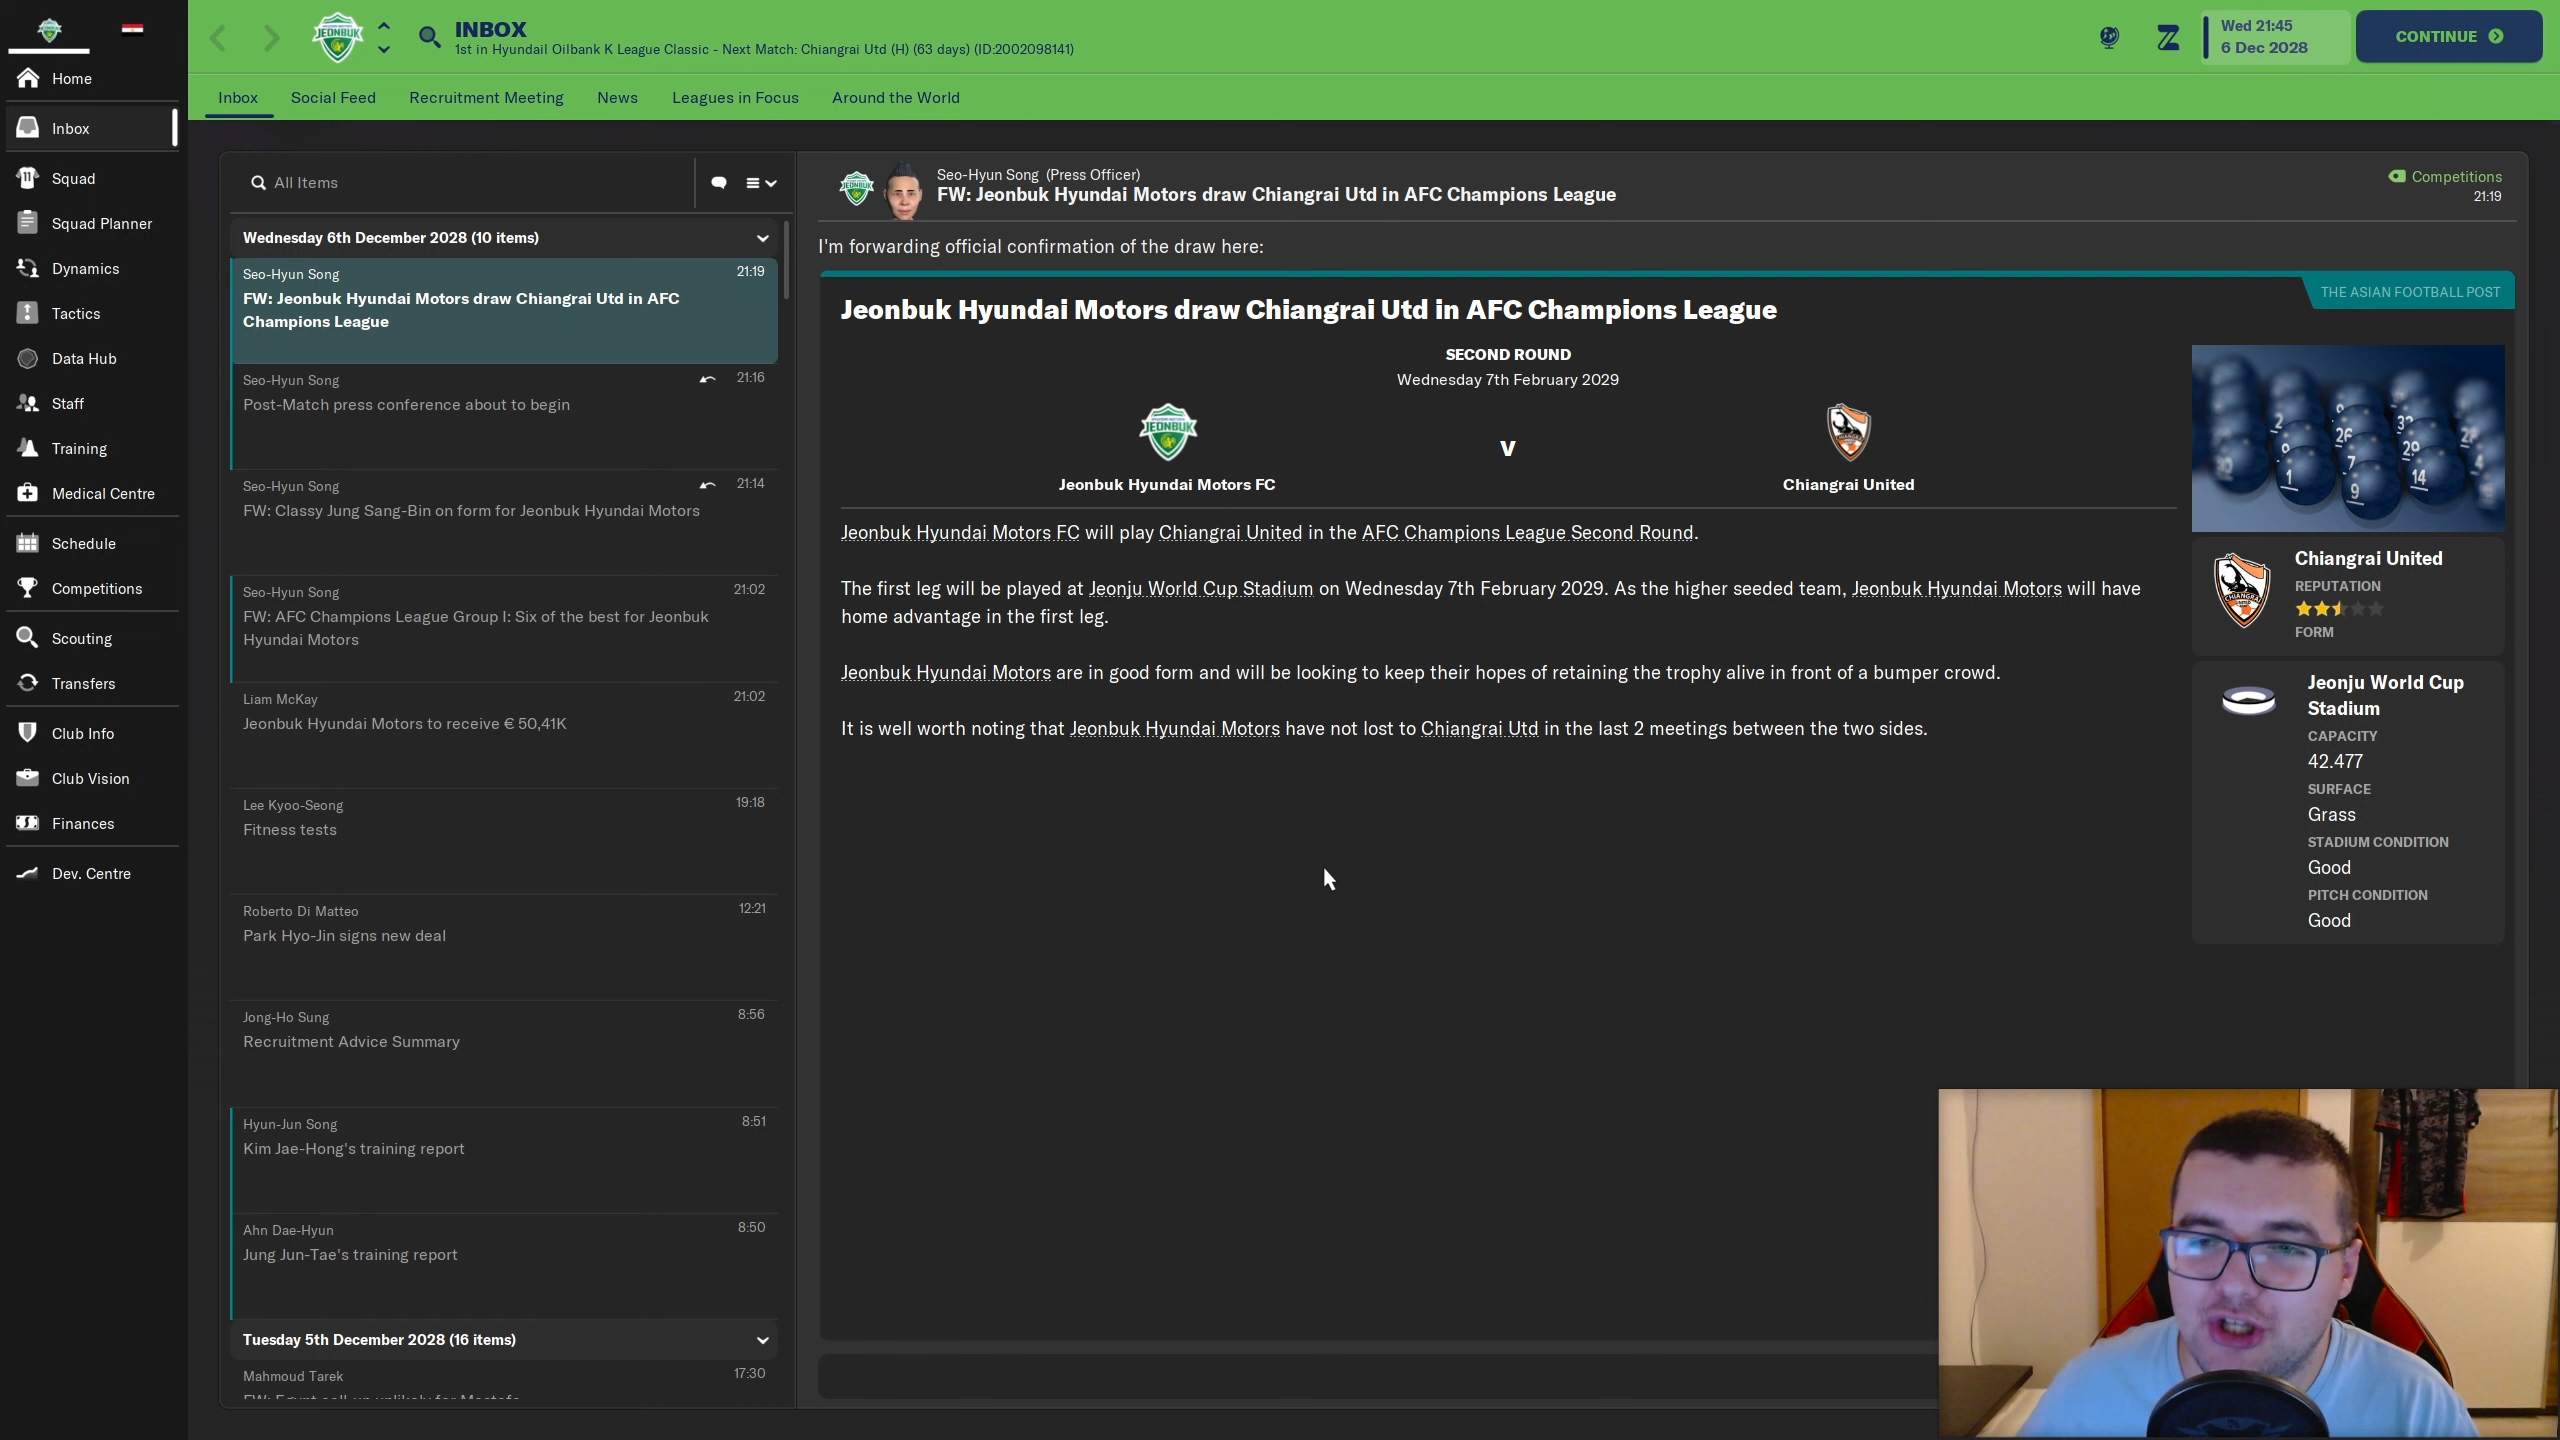 INBOX
1st in Hyundail Oilbank K League Classic - Next Match: Chiangrai Utd (H) (63 days) (ID:2002098141)
Wed 21:45
6 Dec 2028
CONTINUE
Inbox
Social Feed
Recruitment Meeting
News
Leagues in Focus
Around the World
Home
Inbox
Squad
Squad Planner
Dynamics
Tactics
Data Hub
Staff
Training
Medical Centre
Schedule
Competitions
Scouting
Transfers
Club Info
Club Vision
Finances
Dev. Centre
All Items
Wednesday 6th December 2028 (10 items)
Seo-Hyun Song 21:19
FW: Jeonbuk Hyundai Motors draw Chiangrai Utd in AFC
Champions League
Seo-Hyun Song 21:16
Post-Match press conference about to begin
Seo-Hyun Song 21:14
FW: Classy Jung Sang-Bin on form for Jeonbuk Hyundai Motors
Seo-Hyun Song 21:02
FW: AFC Champions League Group I: Six of the best for Jeonbuk
Hyundai Motors
Liam McKay 21:02
Jeonbuk Hyundai Motors to receive € 50,41K
Lee Kyoo-Seong 19:18
Fitness tests
Roberto Di Matteo 12:21
Park Hyo-Jin signs new deal
Jong-Ho Sung 8:56
Recruitment Advice Summary
Hyun-Jun Song 8:51
Kim Jae-Hong's training report
Ahn Dae-Hyun 8:50
Jung Jun-Tae's training report
Tuesday 5th December 2028 (16 items)
Mahmoud Tarek 17:30
Seo-Hyun Song (Press Officer)
FW: Jeonbuk Hyundai Motors draw Chiangrai Utd in AFC Champions League
Competitions
21:19
I'm forwarding official confirmation of the draw here:
THE ASIAN FOOTBALL POST
Jeonbuk Hyundai Motors draw Chiangrai Utd in AFC Champions League
SECOND ROUND
Wednesday 7th February 2029
JEONBUK
v
Jeonbuk Hyundai Motors FC
Chiangrai United
Jeonbuk Hyundai Motors FC will play Chiangrai United in the AFC Champions League Second Round.
The first leg will be played at Jeonju World Cup Stadium on Wednesday 7th February 2029. As the higher seeded team, Jeonbuk Hyundai Motors will have
home advantage in the first leg.
Jeonbuk Hyundai Motors are in good form and will be looking to keep their hopes of retaining the trophy alive in front of a bumper crowd.
It is well worth noting that Jeonbuk Hyundai Motors have not lost to Chiangrai Utd in the last 2 meetings between the two sides.
Chiangrai United
REPUTATION
FORM
Jeonju World Cup
Stadium
CAPACITY
42.477
SURFACE
Grass
STADIUM CONDITION
Good
PITCH CONDITION
Good